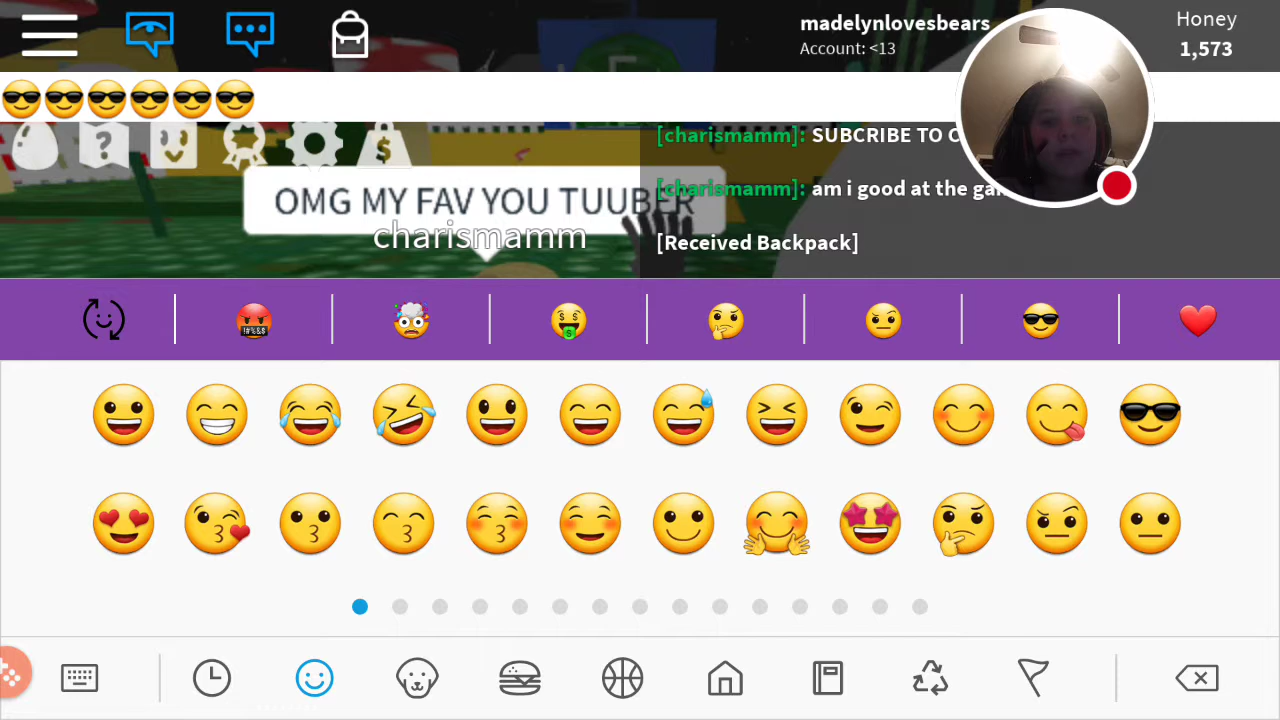 madelynlovesbears
Account: <13
Honey
1,573
😎😎😎😎😎😎
[charismamm]: SUBCRIBE TO
[charismamm]: am i good at the
[Received Backpack]
OMG MY FAV YOU TUUBER
charismamm